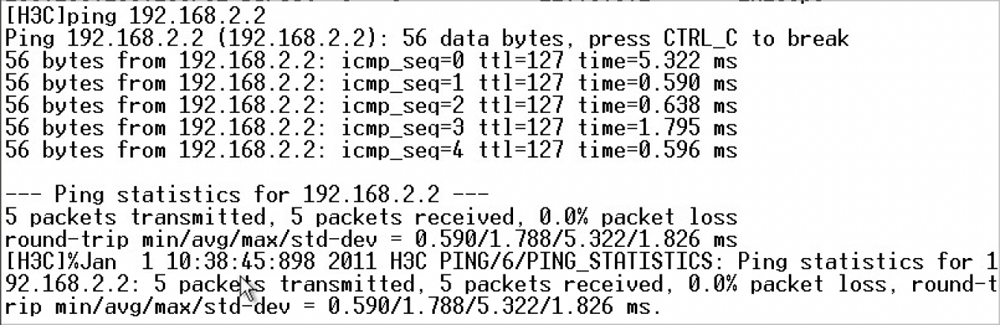 [H3C]ping 192.168.2.2
Ping 192.168.2.2 (192.168.2.2): 56 data bytes, press CTRL_C to break
56 bytes from 192.168.2.2: icmp_seq=0 ttl=127 time=5.322 ms
56 bytes from 192.168.2.2: icmp_seq=1 ttl=127 time=0.590 ms
56 bytes from 192.168.2.2: icmp_seq=2 ttl=127 time=0.638 ms
56 bytes from 192.168.2.2: icmp_seq=3 ttl=127 time=1.795 ms
56 bytes from 192.168.2.2: icmp_seq=4 ttl=127 time=0.596 ms
--- Ping statistics for 192.168.2.2 ---
5 packets transmitted, 5 packets received, 0.0% packet loss
round-trip min/avg/max/std-dev = 0.590/1.788/5.322/1.826 ms
[H3C]%Jan  1 10:38:45:898 2011 H3C PING/6/PING_STATISTICS: Ping statistics for 1
92.168.2.2: 5 packets transmitted, 5 packets received, 0.0% packet loss, round-t
rip min/avg/max/std-dev = 0.590/1.788/5.322/1.826 ms.